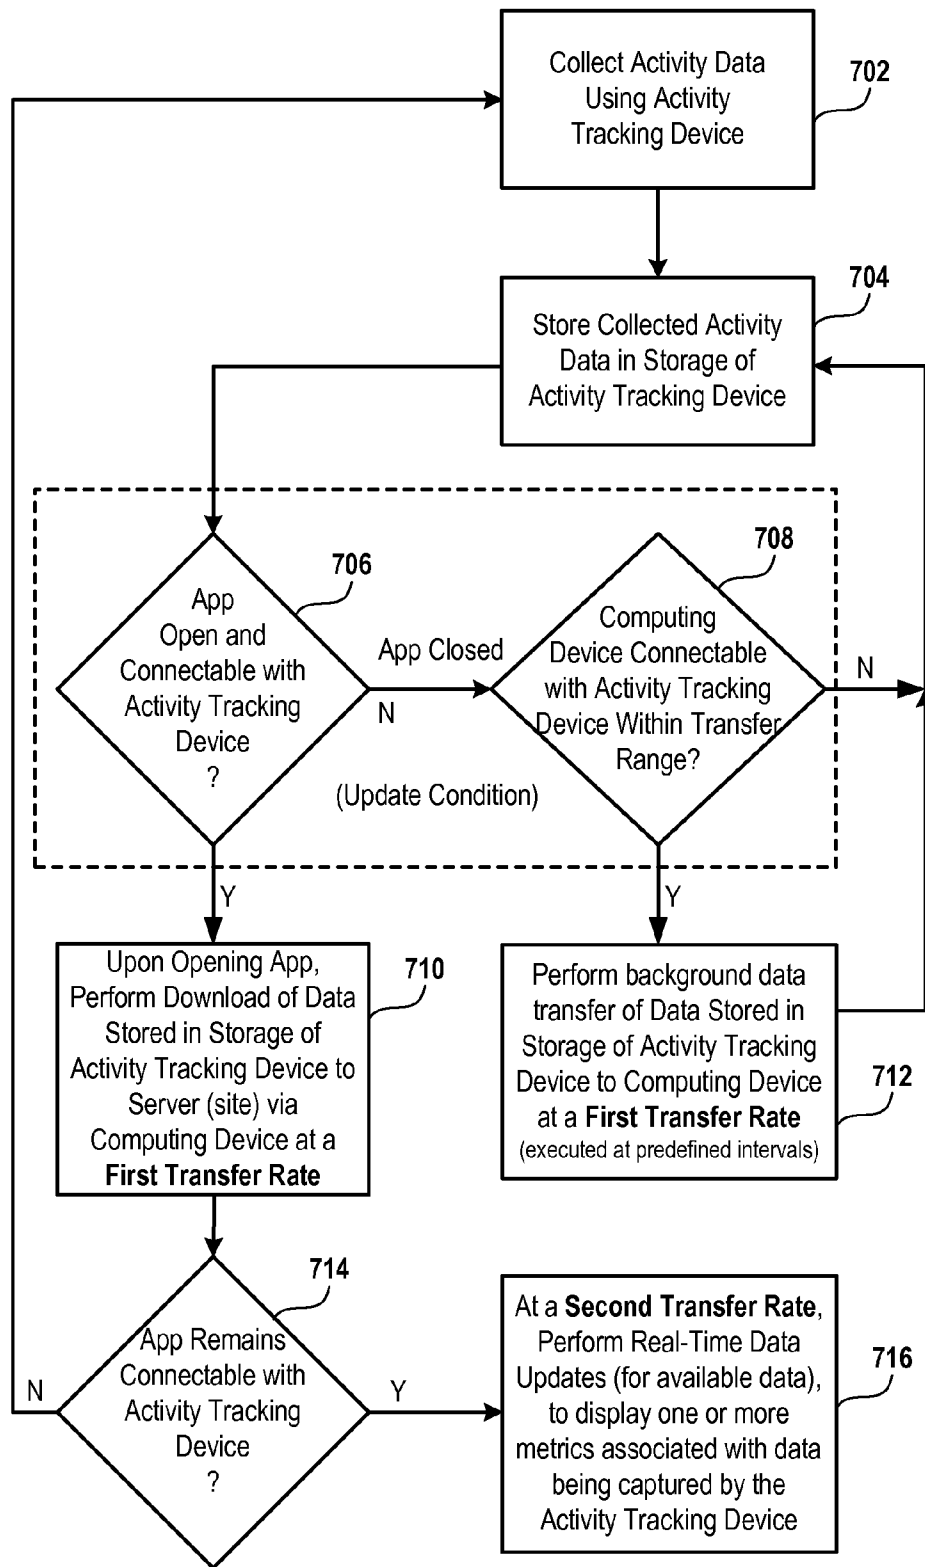 Collect Activity Data
Using Activity
Tracking Device
702
Store Collected Activity
Data in Storage of
Activity Tracking Device
704
App
Open and
Connectable with
Activity Tracking
Device
?
706
App Closed
N
Computing
Device Connectable
with Activity Tracking
Device Within Transfer
Range?
708
N
(Update Condition)
Y
Y
Upon Opening App,
Perform Download of Data
Stored in Storage of
Activity Tracking Device to
Server (site) via
Computing Device at a
First Transfer Rate
710
Perform background data
transfer of Data Stored in
Storage of Activity Tracking
Device to Computing Device
at a First Transfer Rate
(executed at predefined intervals)
712
App Remains
Connectable with
Activity Tracking
Device
?
714
N
Y
At a Second Transfer Rate,
Perform Real-Time Data
Updates (for available data),
to display one or more
metrics associated with data
being captured by the
Activity Tracking Device
716